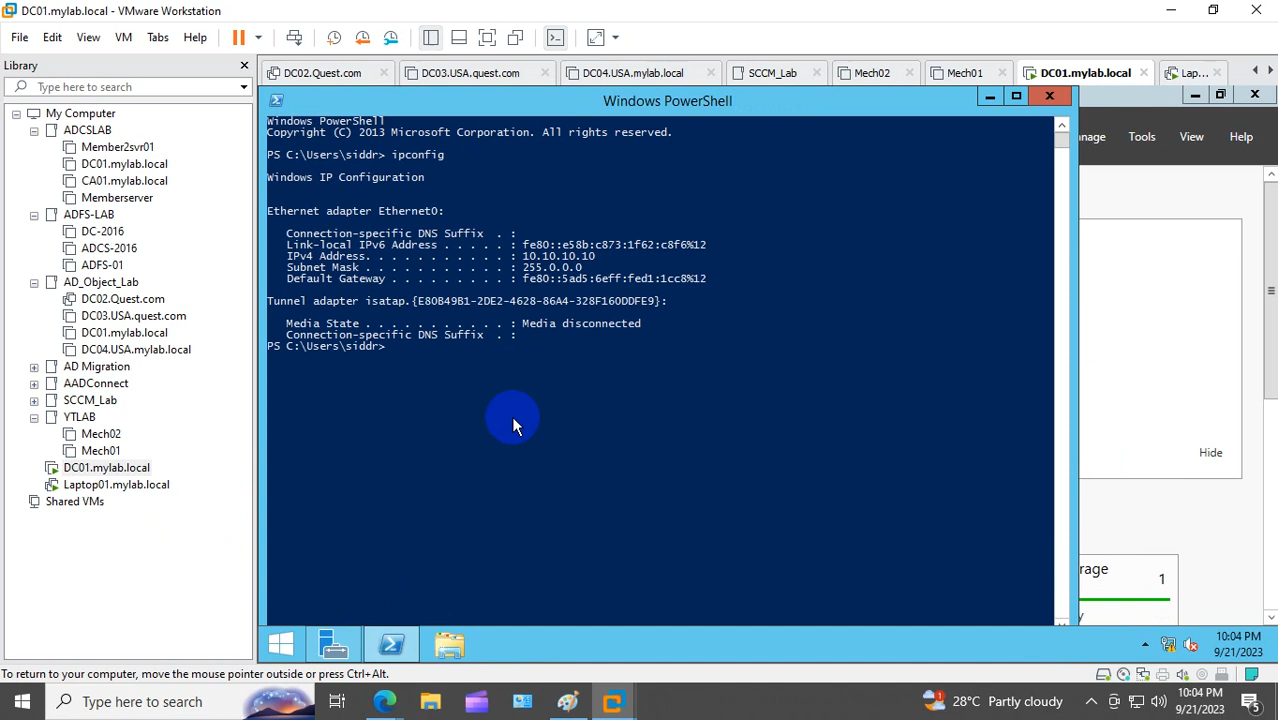 DC01.mylab.local - VMware Workstation
File Edit View VM Tabs Help
Library
Type here to search
My Computer
ADCSLAB
Member2svr01
DC01.mylab.local
CA01.mylab.local
Memberserver
ADFS-LAB
DC-2016
ADCS-2016
ADFS-01
AD_Object_Lab
DC02.Quest.com
DC03.USA.quest.com
DC01.mylab.local
DC04.USA.mylab.local
AD Migration
AADConnect
SCCM_Lab
YTLAB
Mech02
Mech01
DC01.mylab.local
Laptop01.mylab.local
Shared VMs
DC02.Quest.com DC03.USA.quest.com DC04.USA.mylab.local SCCM_Lab Mech02 Mech01 DC01.mylab.local Lap...
Windows PowerShell
Windows PowerShell
Copyright (C) 2013 Microsoft Corporation. All rights reserved.
PS C:\Users\siddr> ipconfig
Windows IP Configuration
Ethernet adapter Ethernet0:
Connection-specific DNS Suffix . :
Link-local IPv6 Address . . . . . : fe80::e58b:c873:1f62:c8f6%12
IPv4 Address. . . . . . . . . . . : 10.10.10.10
Subnet Mask . . . . . . . . . . . : 255.0.0.0
Default Gateway . . . . . . . . . : fe80::5ad5:6eff:fed1:1cc8%12
Tunnel adapter isatap.{E80B49B1-2DE2-4628-86A4-328F160DDFE9}:
Media State . . . . . . . . . . . : Media disconnected
Connection-specific DNS Suffix . :
PS C:\Users\siddr>
nage Tools View Help
Hide
rage 1
10:04 PM
9/21/2023
To return to your computer, move the mouse pointer outside or press Ctrl+Alt.
Type here to search
28°C Partly cloudy
10:04 PM
9/21/2023
5